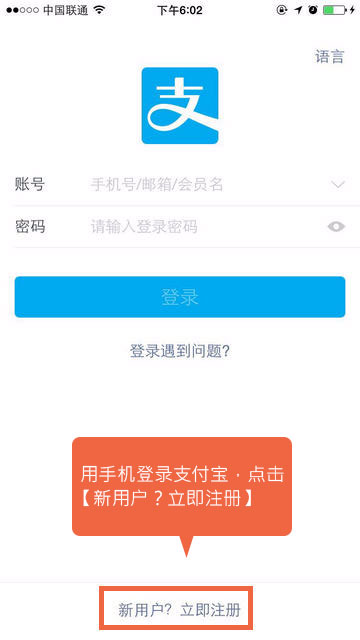 中国联通 下午6:02
语言
支
账号 手机号/邮箱/会员名
密码 请输入登录密码
登录
登录遇到问题?
用手机登录支付宝·点击
【新用户？立即注册】
新用户? 立即注册